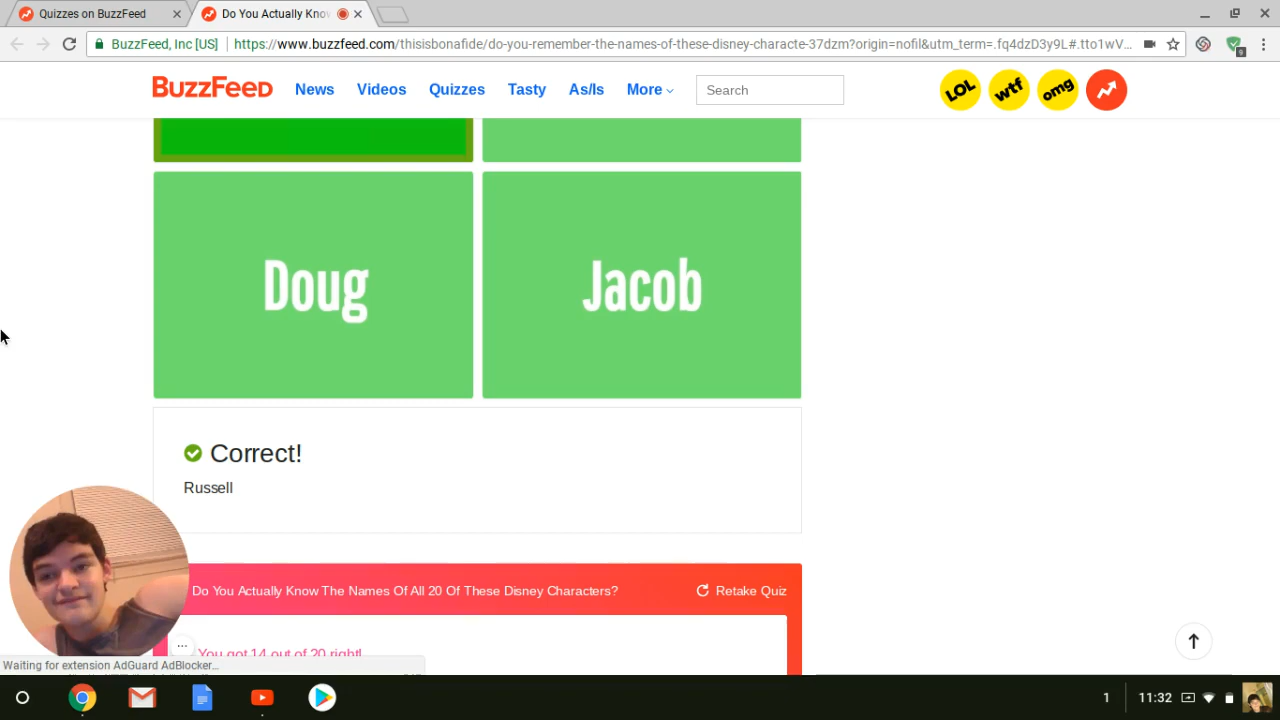 Quizzes on BuzzFeed
Do You Actually Know
BuzzFeed, Inc [US] https://www.buzzfeed.com/thisisbonafide/do-you-remember-the-names-of-these-disney-characte-37dzm?origin=nofil&utm_term=.fq4dzD3y9L#.tto1wV...
9
BuzzFeed News Videos Quizzes Tasty As/Is More Search LOL wtf omg
Doug Jacob
Correct!
Russell
Do You Actually Know The Names Of All 20 Of These Disney Characters? Retake Quiz
... You got 14 out of 20 right!
Waiting for extension AdGuard AdBlocker...
1 11:32